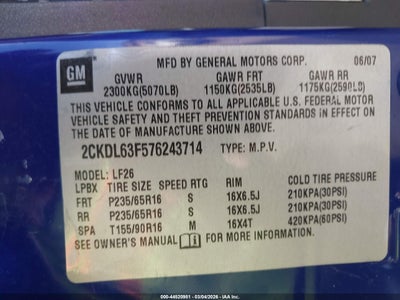 GM
MFD BY GENERAL MOTORS CORP. 06/07
GVWR GAWR FRT GAWR RR
2300KG(5070LB) 1150KG(2535LB) 1175KG(2590LB)
THIS VEHICLE CONFORMS TO ALL APPLICABLE U.S. FEDERAL MOTOR
VEHICLE SAFETY AND THEFT PREVENTION STANDARDS IN EFFECT ON
THE DATE OF MANUFACTURE SHOWN ABOVE.
2CKDL63F576243714 TYPE: M.P.V.
MODEL: LF26
LPBX TIRE SIZE SPEED RTG RIM COLD TIRE PRESSURE
FRT P235/65R16 S 16X6.5J 210KPA(30PSI)
RR P235/65R16 S 16X6.5J 210KPA(30PSI)
SPA T155/90R16 M 16X4T 420KPA(60PSI)
SEE OWNER'S MANUAL FOR MORE INFORMATION.
000-44520981 - 03/04/2026 - IAA Inc.